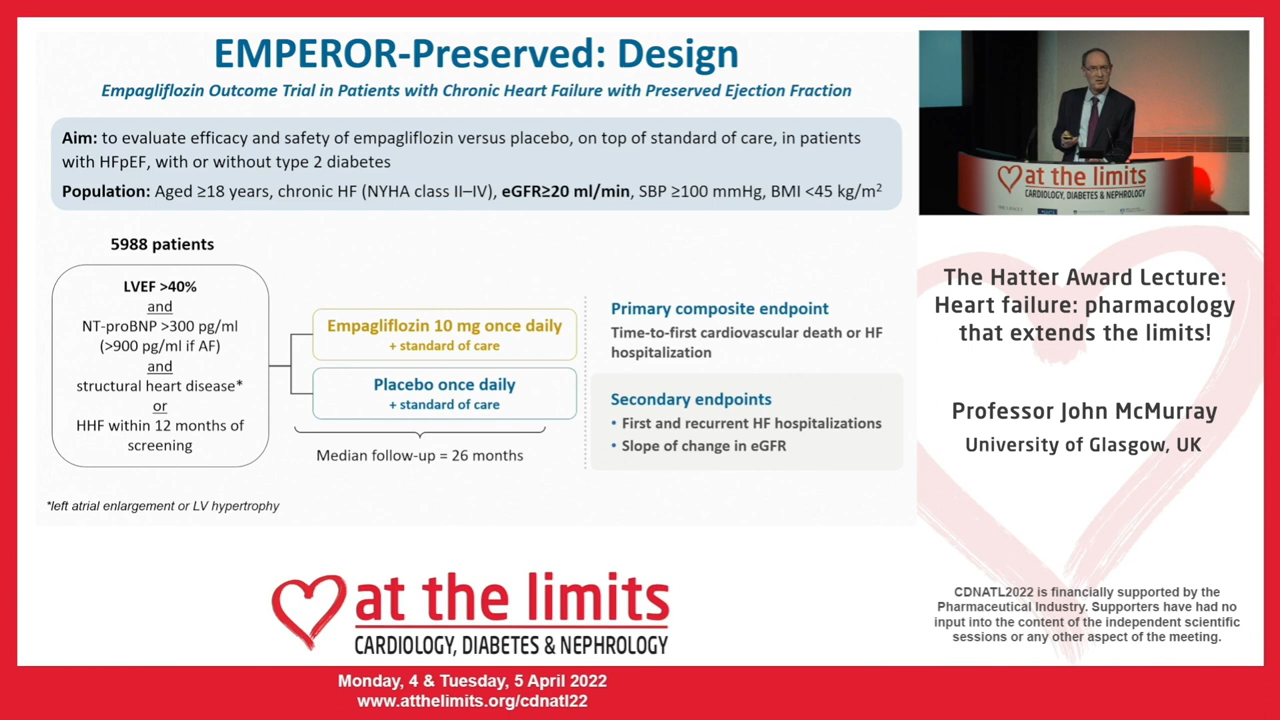 EMPEROR-Preserved: Design
Empagliflozin Outcome Trial in Patients with Chronic Heart Failure with Preserved Ejection Fraction
Aim: to evaluate efficacy and safety of empagliflozin versus placebo, on top of standard of care, in patients
with HFpEF, with or without type 2 diabetes
Population: Aged ≥18 years, chronic HF (NYHA class II–IV), eGFR≥20 ml/min, SBP ≥100 mmHg, BMI <45 kg/m²
5988 patients
LVEF >40%
and
NT-proBNP >300 pg/ml
(>900 pg/ml if AF)
and
structural heart disease*
or
HHF within 12 months of
screening
Empagliflozin 10 mg once daily
+ standard of care
Placebo once daily
+ standard of care
Median follow-up = 26 months
Primary composite endpoint
Time-to-first cardiovascular death or HF
hospitalization
Secondary endpoints
• First and recurrent HF hospitalizations
• Slope of change in eGFR
*left atrial enlargement or LV hypertrophy
at the limits
CARDIOLOGY, DIABETES & NEPHROLOGY
The Hatter Award Lecture:
Heart failure: pharmacology
that extends the limits!
Professor John McMurray
University of Glasgow, UK
CDNATL2022 is financially supported by the
Pharmaceutical Industry. Supporters have had no
input into the content of the independent scientific
sessions or any other aspect of the meeting.
at the limits
CARDIOLOGY, DIABETES & NEPHROLOGY
Monday, 4 & Tuesday, 5 April 2022
www.atthelimits.org/cdnatl22